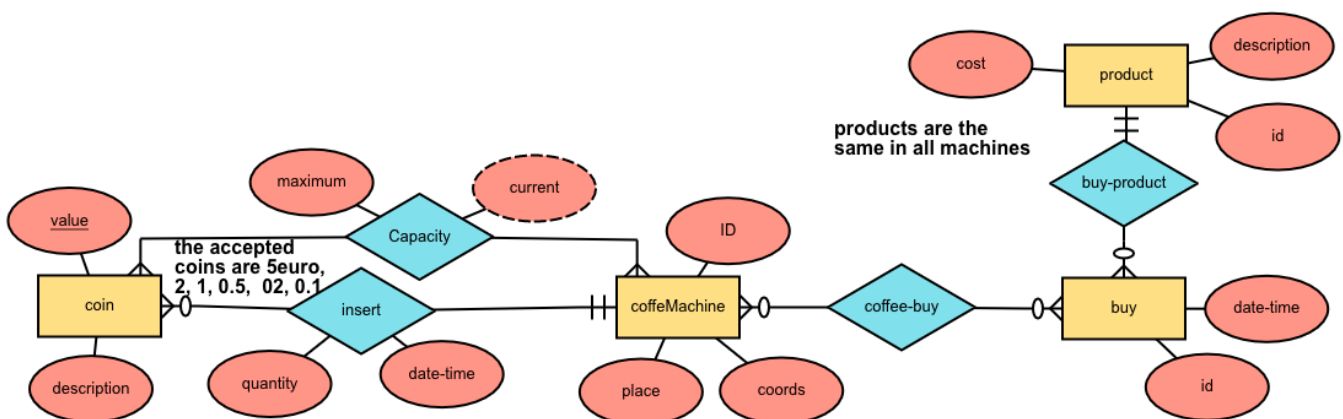 description
cost
product
products are the
same in all machines
id
maximum
current
buy-product
value
Capacity
ID
the accepted
coins are 5euro,
2, 1, 0.5, 02, 0.1
coin
insert
coffeMachine
coffee-buy
buy
date-time
description
quantity
date-time
place
coords
id